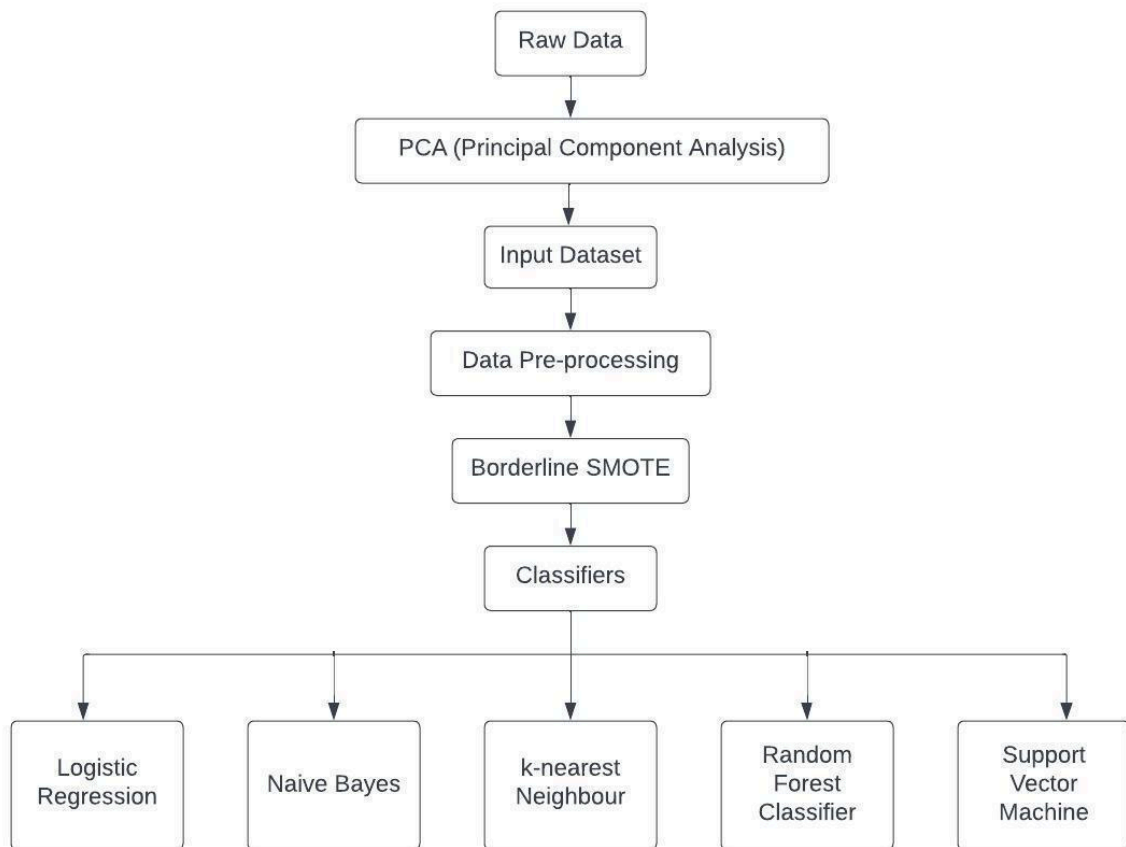 Raw Data
PCA (Principal Component Analysis)
Input Dataset
Data Pre-processing
Borderline SMOTE
Classifiers
Logistic
Regression
Naive Bayes
k-nearest
Neighbour
Random
Forest
Classifier
Support
Vector
Machine